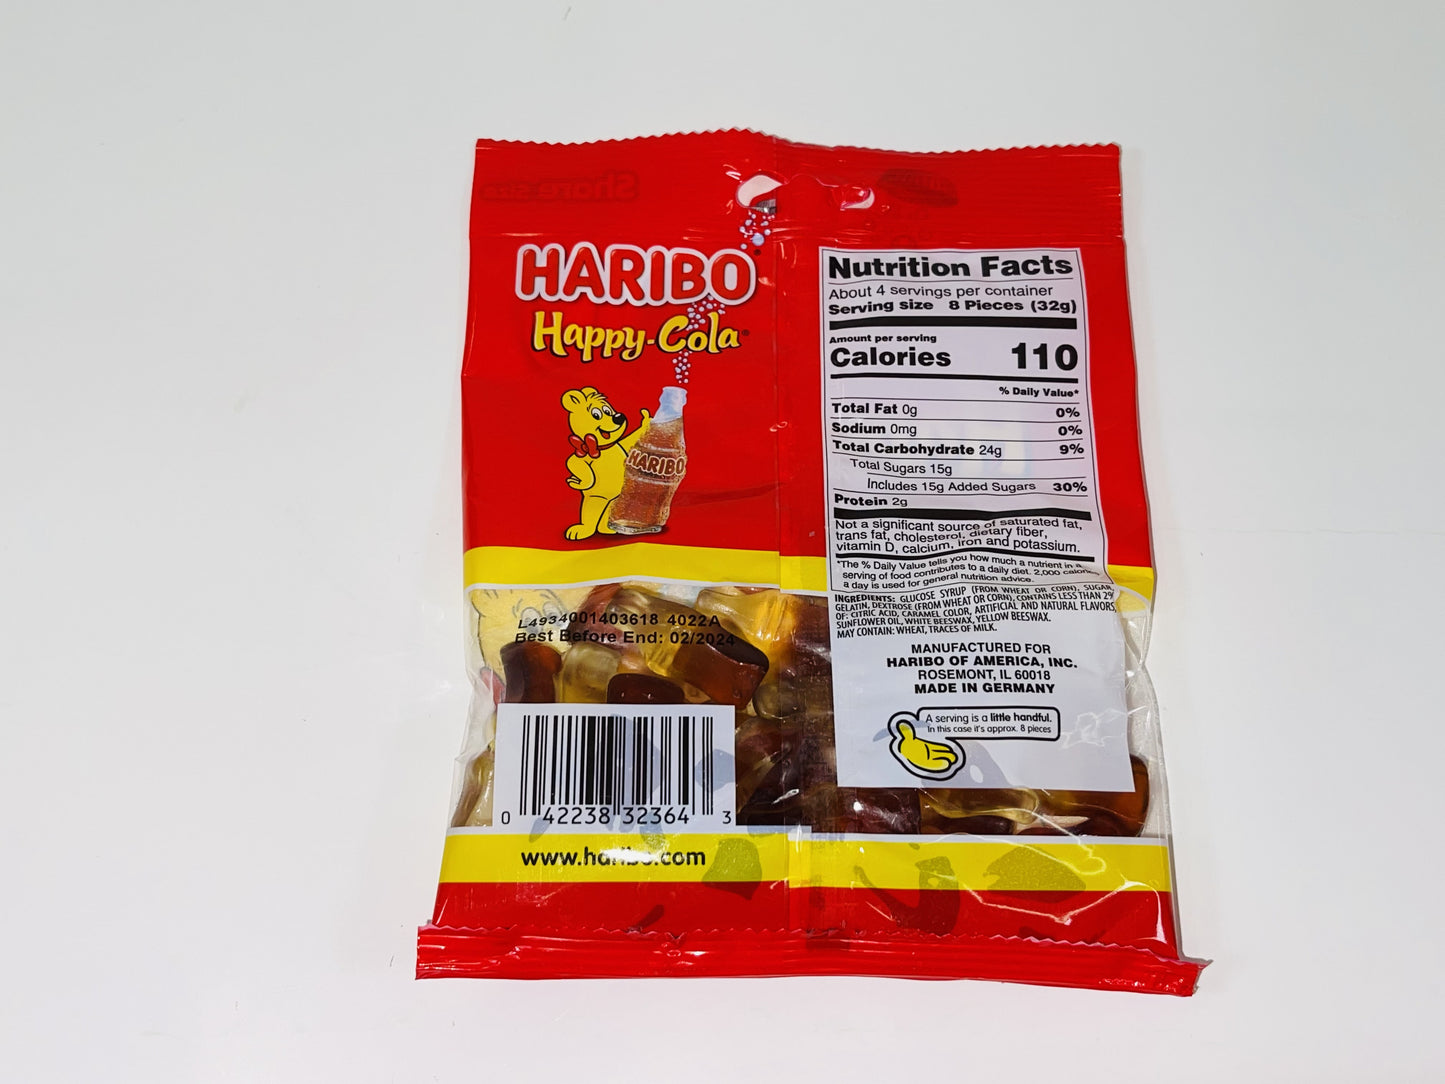 HARIBO®
Happy-Cola®
HARIBO
L4934001403618 4022A
Best Before End: 02/2024
0 42238 32364 3
www.haribo.com
Nutrition Facts
About 4 servings per container
Serving size 8 Pieces (32g)
Amount per serving
Calories 110
% Daily Value*
Total Fat 0g 0%
Sodium 0mg 0%
Total Carbohydrate 24g 9%
Total Sugars 15g
Includes 15g Added Sugars 30%
Protein 2g
Not a significant source of saturated fat,
trans fat, cholesterol, dietary fiber,
vitamin D, calcium, iron and potassium.
*The % Daily Value tells you how much a nutrient in a
serving of food contributes to a daily diet. 2,000 calories
a day is used for general nutrition advice.
INGREDIENTS: GLUCOSE SYRUP (FROM WHEAT OR CORN), SUGAR,
GELATIN, DEXTROSE (FROM WHEAT OR CORN), CONTAINS LESS THAN 2%
OF: CITRIC ACID, CARAMEL COLOR, ARTIFICIAL AND NATURAL FLAVORS,
SUNFLOWER OIL, WHITE BEESWAX, YELLOW BEESWAX.
MAY CONTAIN: WHEAT, TRACES OF MILK.
MANUFACTURED FOR
HARIBO OF AMERICA, INC.
ROSEMONT, IL 60018
MADE IN GERMANY
A serving is a little handful.
In this case it's approx. 8 pieces